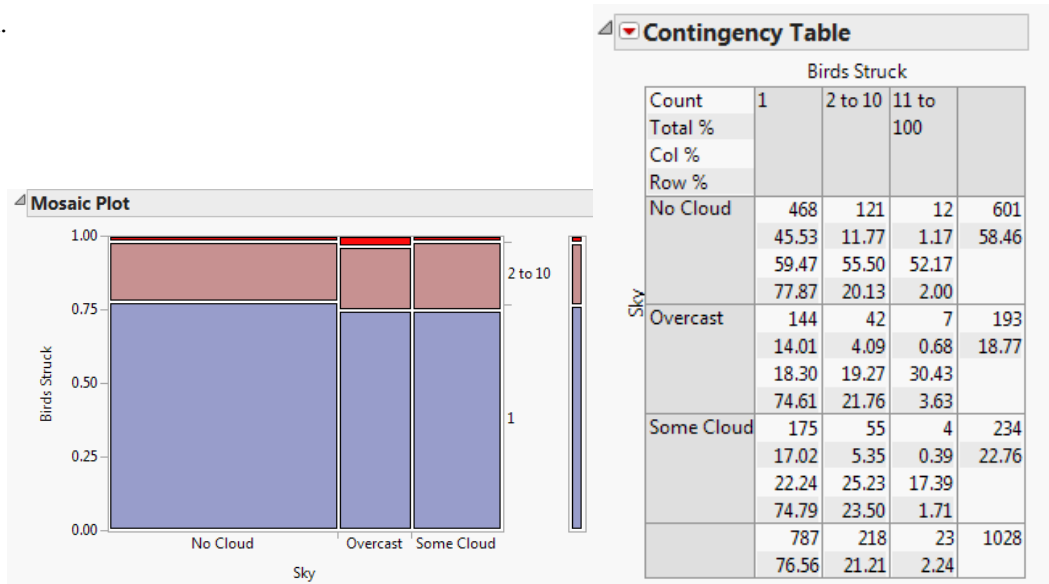 .
Mosaic Plot
1.00
0.75
0.50
0.25
0.00
Birds Struck
2 to 10
1
No Cloud Overcast Some Cloud
Sky
Contingency Table
Birds Struck
Count 1 2 to 10 11 to
Total % 100
Col %
Row %
Sky
No Cloud 468 121 12 601
45.53 11.77 1.17 58.46
59.47 55.50 52.17
77.87 20.13 2.00
Overcast 144 42 7 193
14.01 4.09 0.68 18.77
18.30 19.27 30.43
74.61 21.76 3.63
Some Cloud 175 55 4 234
17.02 5.35 0.39 22.76
22.24 25.23 17.39
74.79 23.50 1.71
787 218 23 1028
76.56 21.21 2.24